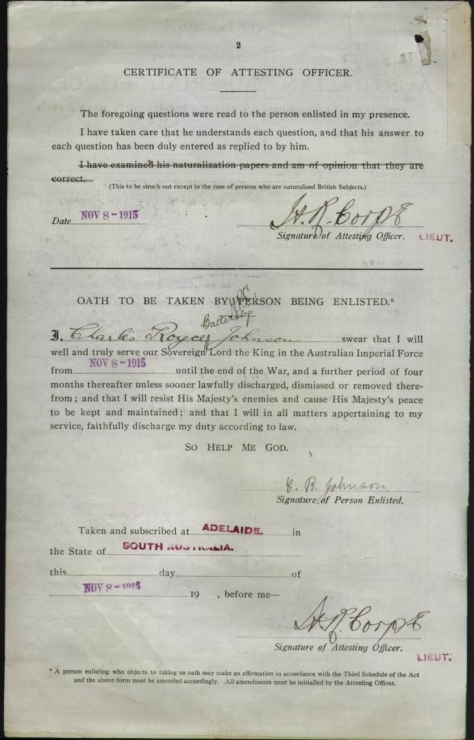 2
CERTIFICATE OF ATTESTING OFFICER.
The foregoing questions were read to the person enlisted in my presence.
I have taken care that he understands each question, and that his answer to
each question has been duly entered as replied to by him.
I have examined his naturalization papers and am of opinion that they are
correct.
(This to be struck out except in the case of persons who are naturalized British Subjects.)
Date NOV 8-1915
Signature of Attesting Officer. LIEUT.
OATH TO BE TAKEN BY PERSON BEING ENLISTED.*
I, Charles Johnson swear that I will
well and truly serve our Sovereign Lord the King in the Australian Imperial Force
from NOV 8-1915 until the end of the War, and a further period of four
months thereafter unless sooner lawfully discharged, dismissed or removed there-
from; and that I will resist His Majesty's enemies and cause His Majesty's peace
to be kept and maintained; and that I will in all matters appertaining to my
service, faithfully discharge my duty according to law.
SO HELP ME GOD.
C. R. Johnson
Signature of Person Enlisted.
Taken and subscribed at ADELAIDE. in
the State of SOUTH AUSTRALIA.
this day of
NOV 8-1915 19 , before me—
Signature of Attesting Officer. LIEUT.
* A person enlisting who objects to taking an oath may make an affirmation in accordance with the Third Schedule of the Act
and the above form must be amended accordingly. All amendments must be initialled by the Attesting Officer.